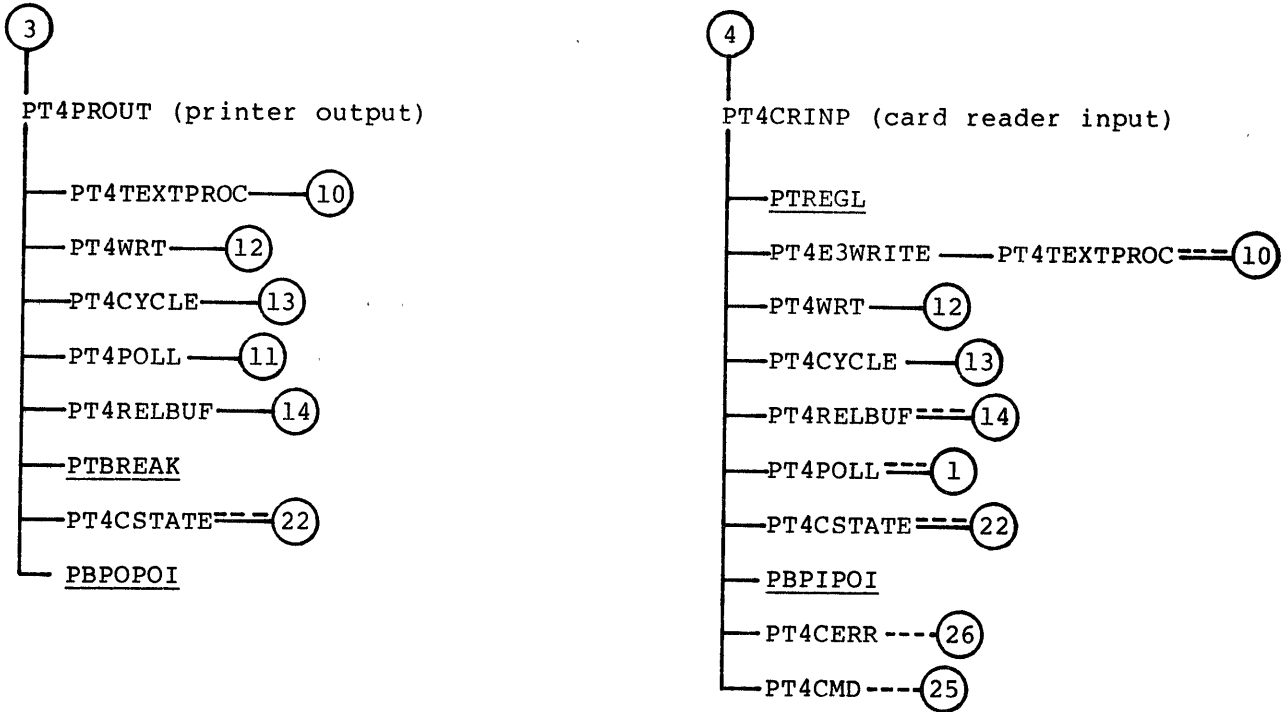 3
PT4PROUT (printer output)
PT4TEXTPROC 10
PT4WRT 12
PT4CYCLE 13
PT4POLL 11
PT4RELBUF 14
PTBREAK
PT4CSTATE 22
PBPOPOI
4
PT4CRINP (card reader input)
PTREGL
PT4E3WRITE PT4TEXTPROC 10
PT4WRT 12
PT4CYCLE 13
PT4RELBUF 14
PT4POLL 1
PT4CSTATE 22
PBPIPOI
PT4CERR 26
PT4CMD 25